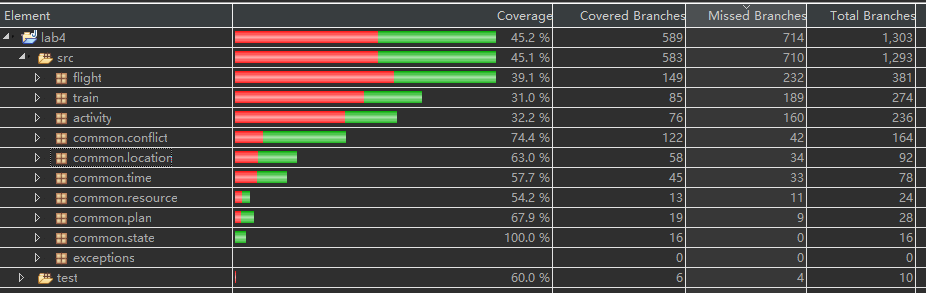 Element Coverage Covered Branches Missed Branches Total Branches
lab4 45.2 % 589 714 1,303
src 45.1 % 583 710 1,293
flight 39.1 % 149 232 381
train 31.0 % 85 189 274
activity 32.2 % 76 160 236
common.conflict 74.4 % 122 42 164
common.location 63.0 % 58 34 92
common.time 57.7 % 45 33 78
common.resource 54.2 % 13 11 24
common.plan 67.9 % 19 9 28
common.state 100.0 % 16 0 16
exceptions 0 0 0
test 60.0 % 6 4 10